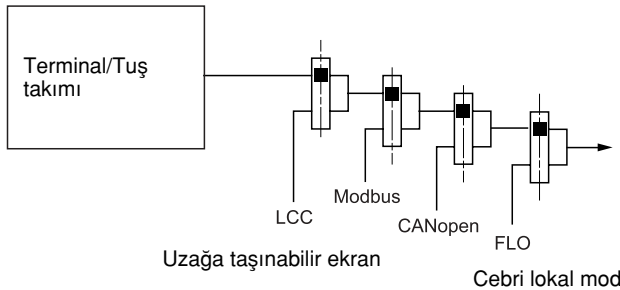 Terminal/Tuş
takımı
LCC
Modbus
CANopen
FLO
Uzağa taşınabilir ekran
Cebri lokal mod